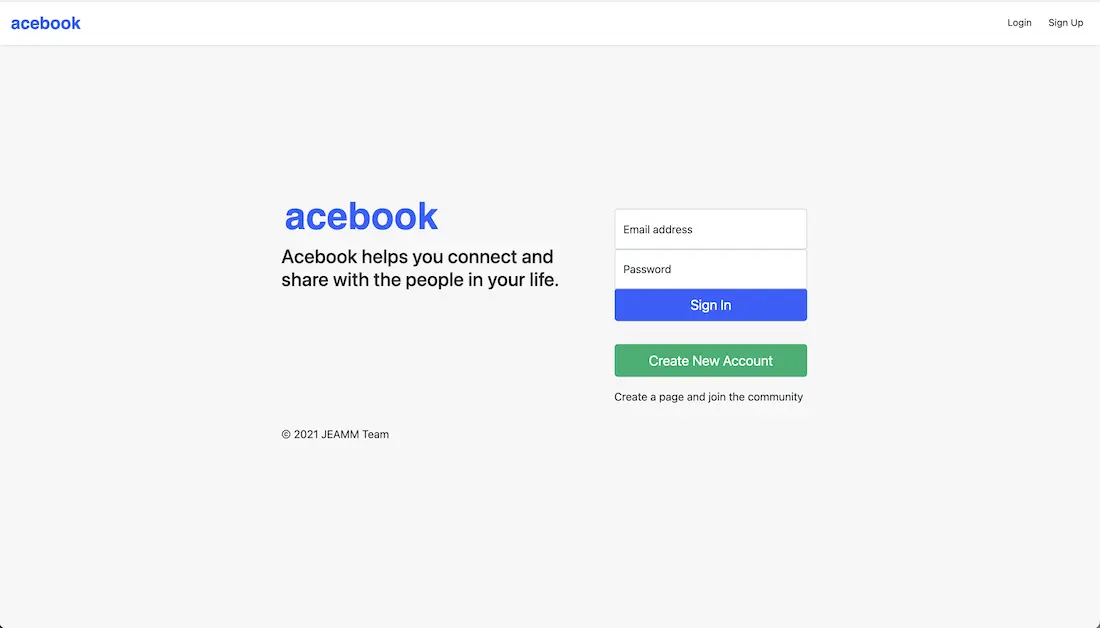 acebook
Login
Sign Up
acebook
Acebook helps you connect and
share with the people in your life.
Email address
Password
Sign In
Create New Account
Create a page and join the community
© 2021 JEAMM Team